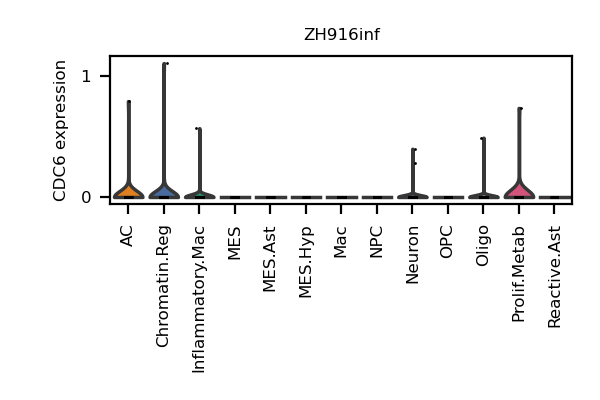 ZH916inf
CDC6 expression
1
0
AC
Chromatin.Reg
Inflammatory.Mac
MES
MES.Ast
MES.Hyp
Mac
NPC
Neuron
OPC
Oligo
Prolif.Metab
Reactive.Ast